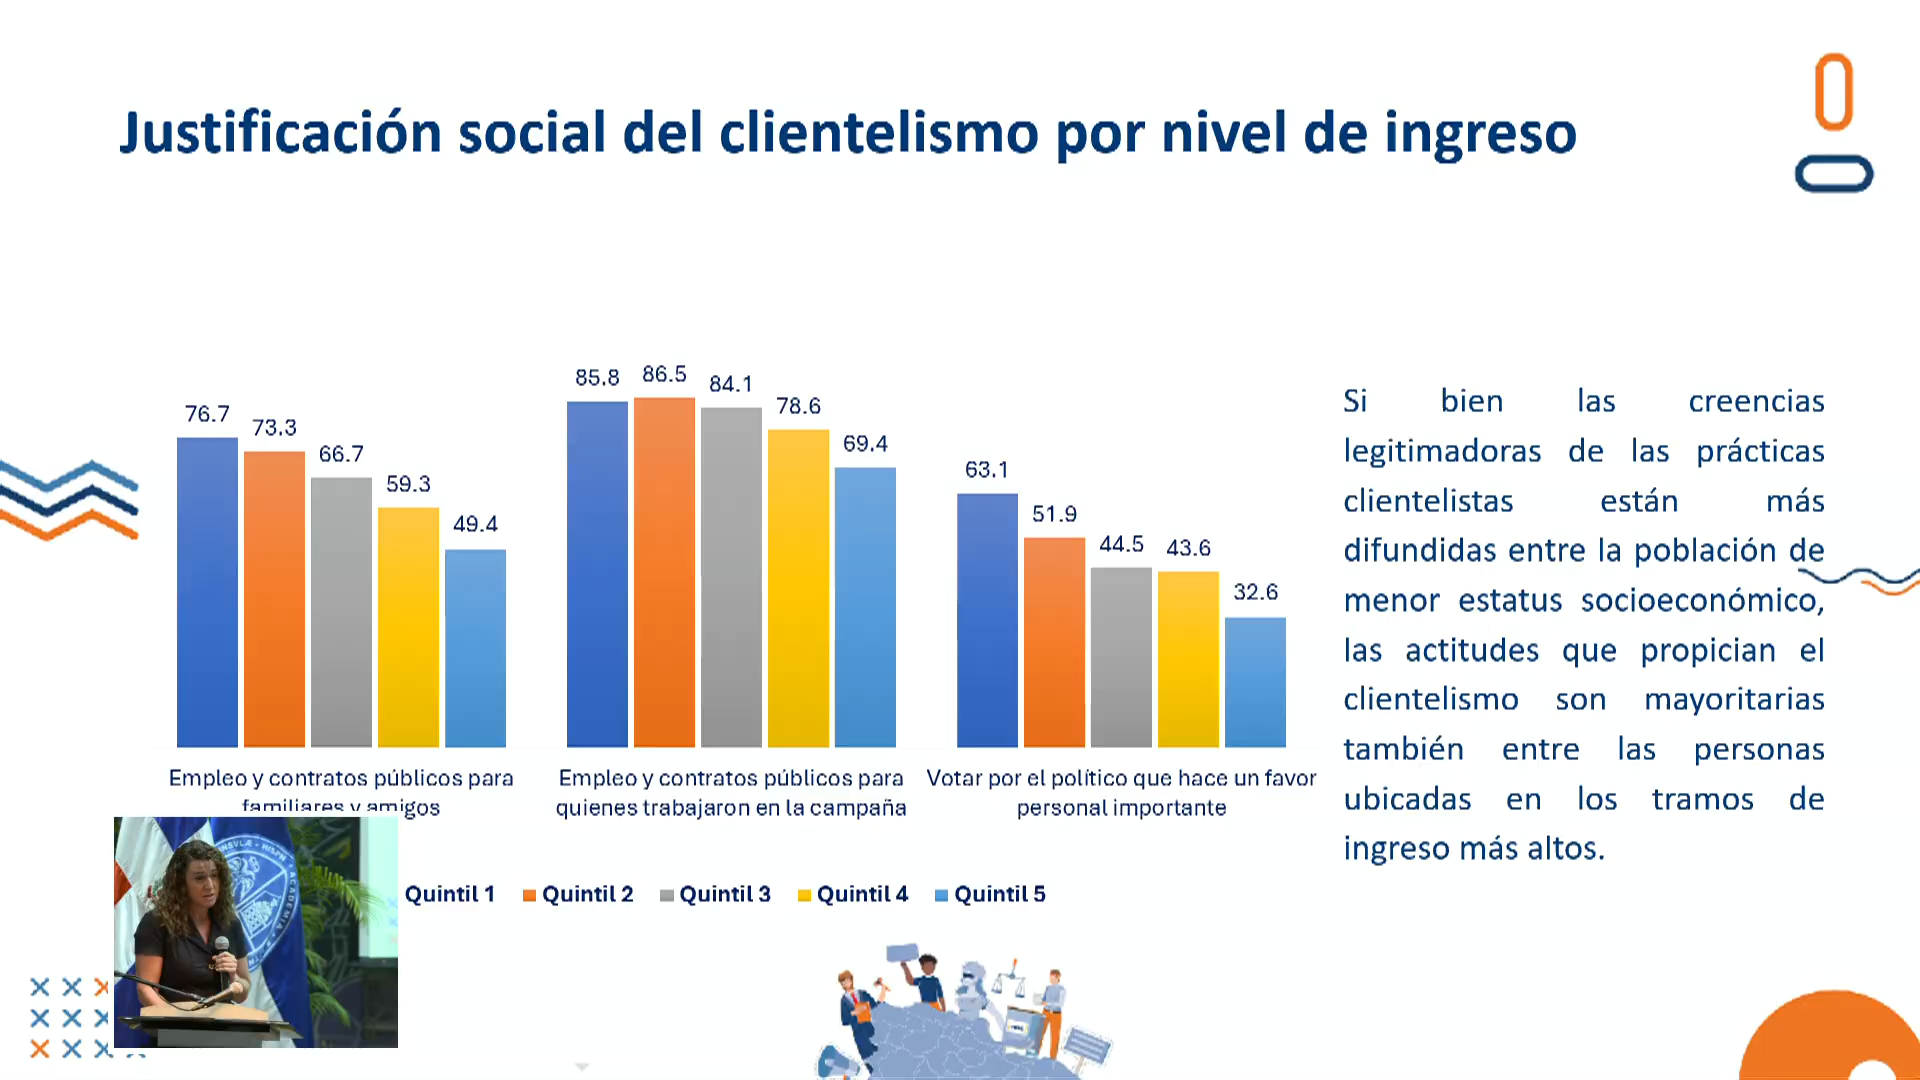 Justificación social del clientelismo por nivel de ingreso
76.7
73.3
66.7
59.3
49.4
85.8
86.5
84.1
78.6
69.4
63.1
51.9
44.5
43.6
32.6
Empleo y contratos públicos para
familiares y amigos
Empleo y contratos públicos para
quienes trabajaron en la campaña
Votar por el político que hace un favor
personal importante
Quintil 1
Quintil 2
Quintil 3
Quintil 4
Quintil 5
Si bien las creencias
legitimadoras de las prácticas
clientelistas están más
difundidas entre la población de
menor estatus socioeconómico,
las actitudes que propician el
clientelismo son mayoritarias
también entre las personas
ubicadas en los tramos de
ingreso más altos.
ACADEMIA